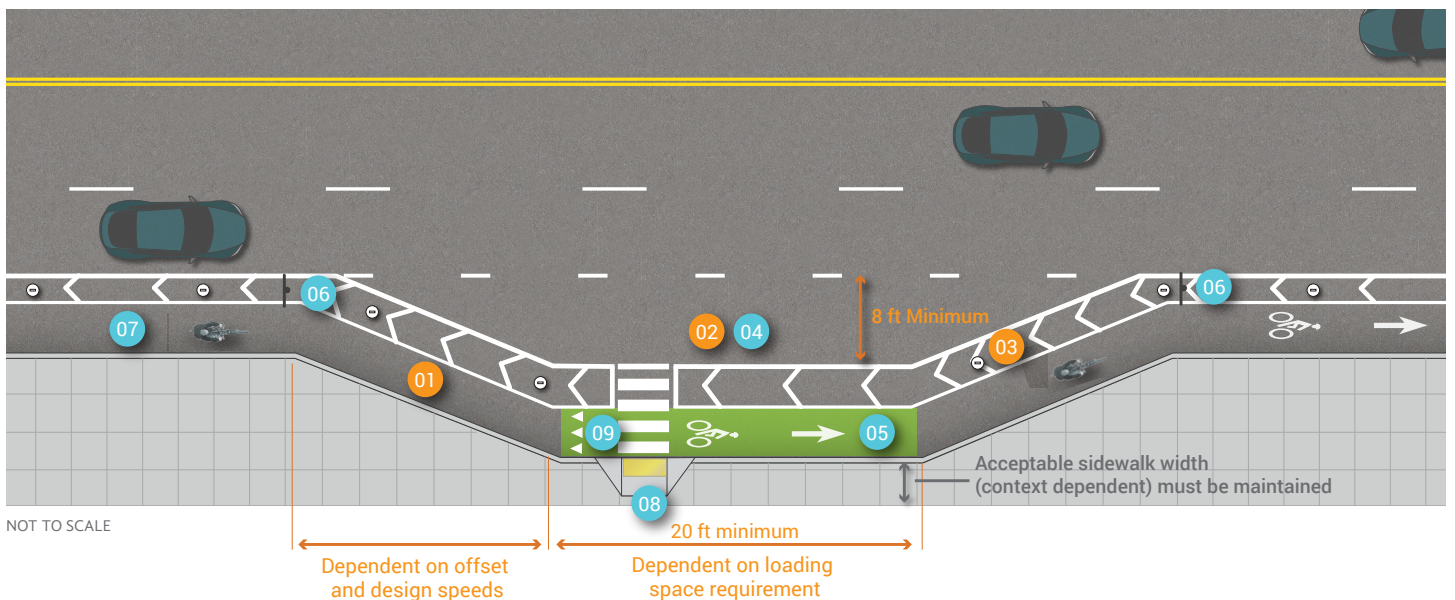 06
06
07
02
04
8 ft Minimum
03
01
09
05
Acceptable sidewalk width
(context dependent) must be maintained
08
NOT TO SCALE
20 ft minimum
Dependent on offset
and design speeds
Dependent on loading
space requirement